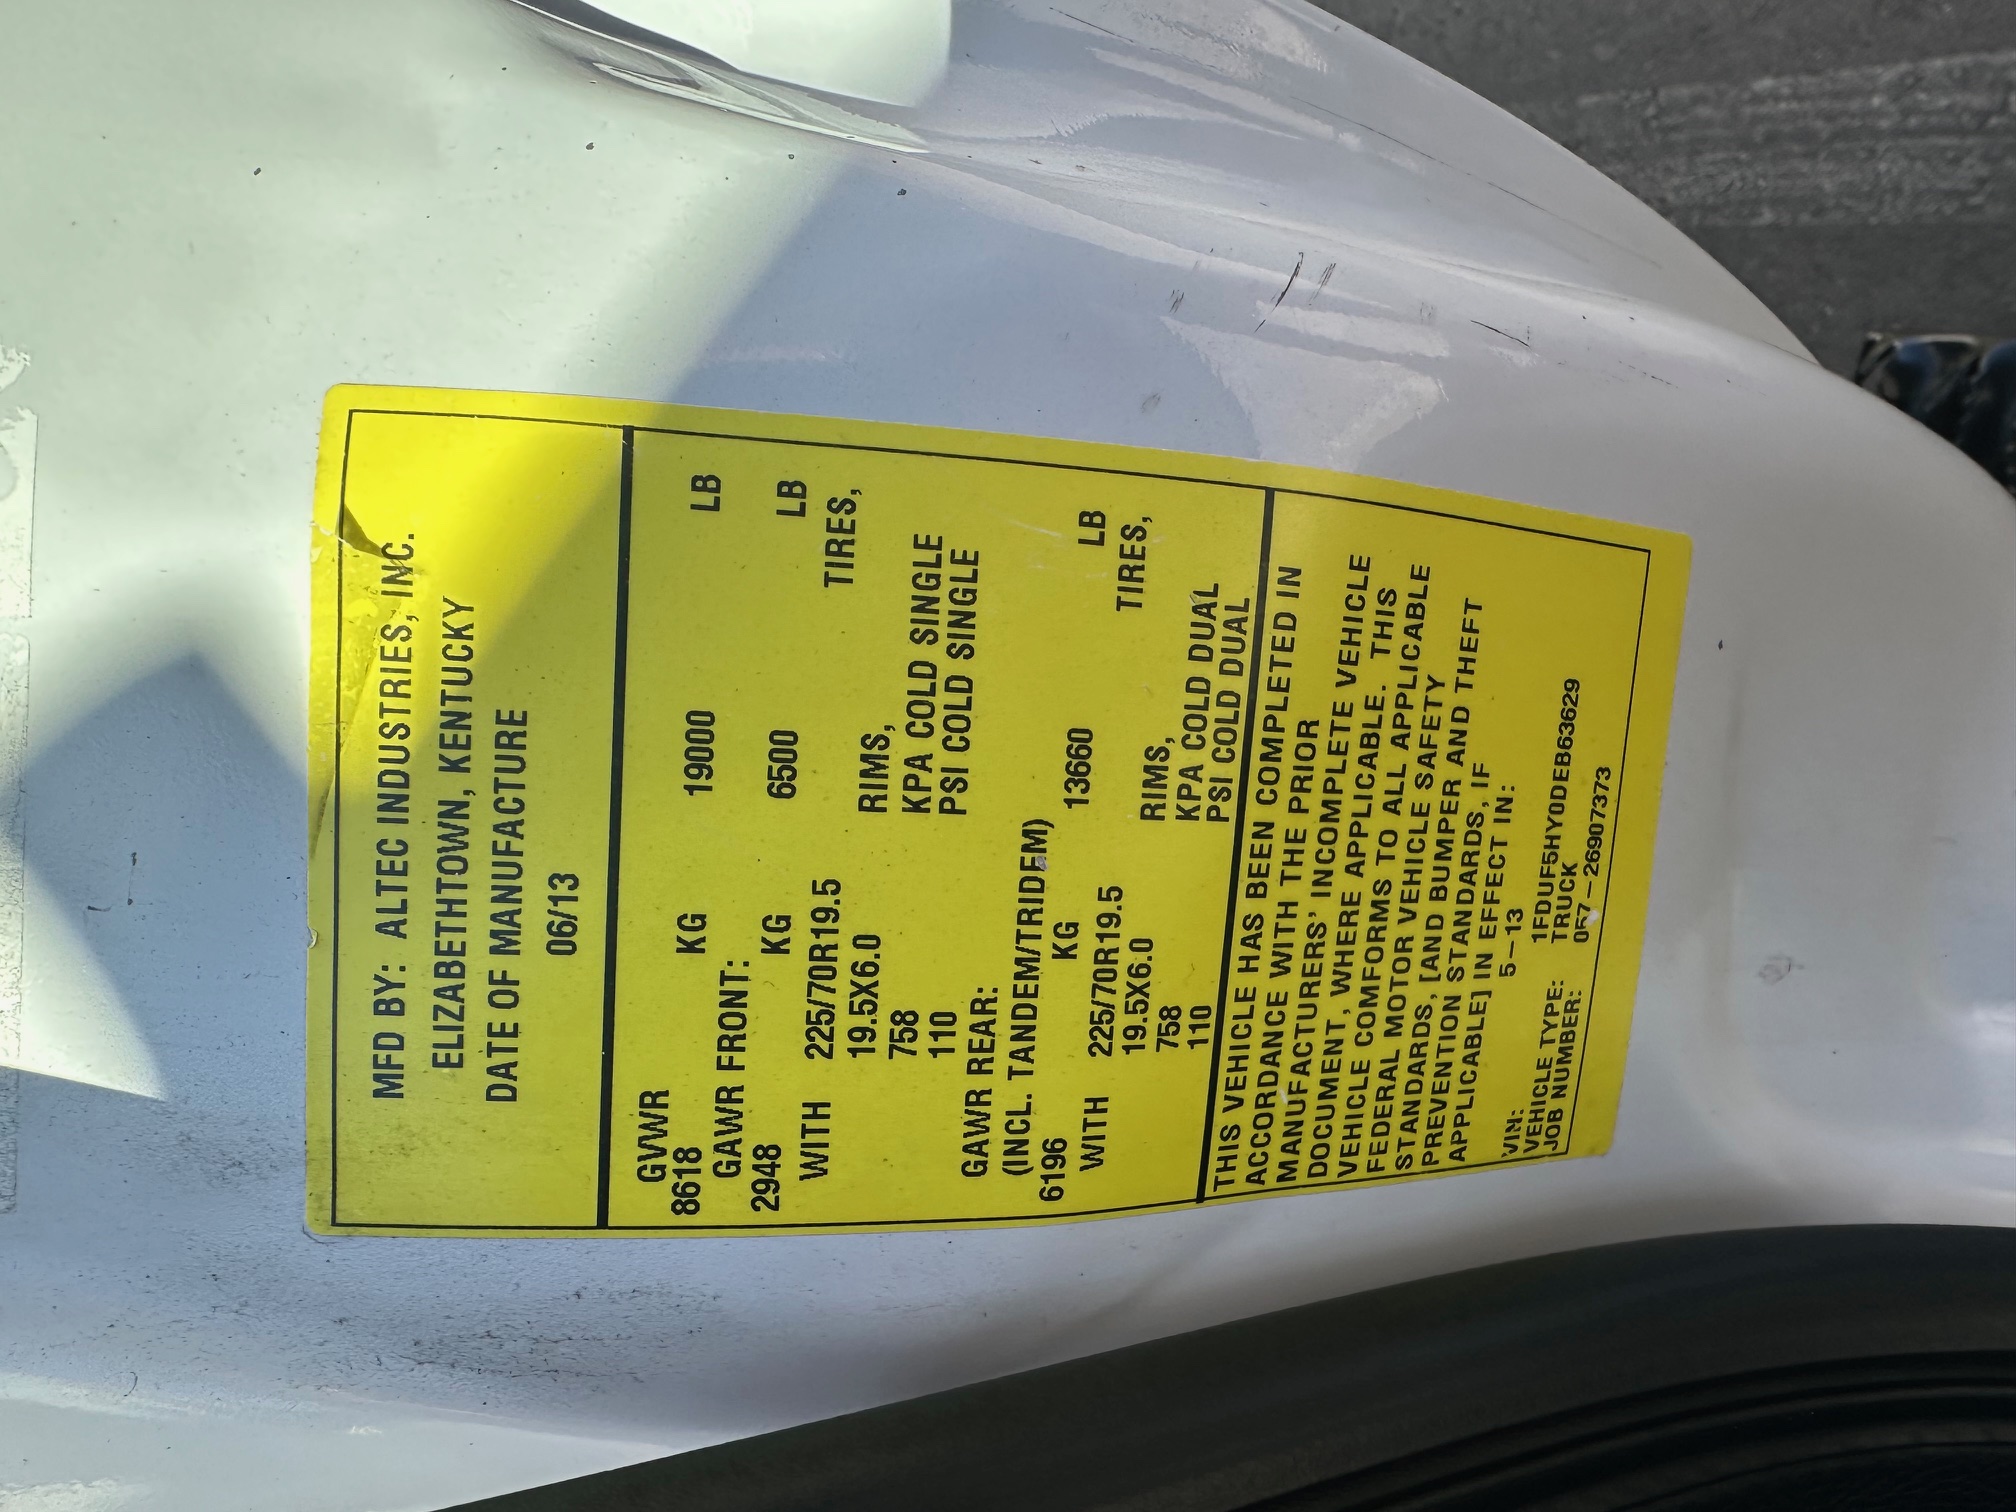 MFD BY: ALTEC INDUSTRIES, INC.
ELIZABETHTOWN, KENTUCKY
DATE OF MANUFACTURE
06/13
GVWR
8618 KG 19000 LB
GAWR FRONT:
2948 KG 6500 LB
WITH 225/70R19.5 TIRES,
19.5X6.0 RIMS,
758 KPA COLD SINGLE
110 PSI COLD SINGLE
GAWR REAR:
(INCL. TANDEM/TRIDEM)
6196 KG 13660 LB
WITH 225/70R19.5 TIRES,
19.5X6.0 RIMS,
758 KPA COLD DUAL
110 PSI COLD DUAL
THIS VEHICLE HAS BEEN COMPLETED IN
ACCORDANCE WITH THE PRIOR
MANUFACTURERS' INCOMPLETE VEHICLE
DOCUMENT, WHERE APPLICABLE. THIS
VEHICLE CONFORMS TO ALL APPLICABLE
FEDERAL MOTOR VEHICLE SAFETY
STANDARDS, [AND BUMPER AND THEFT
PREVENTION STANDARDS, IF
APPLICABLE] IN EFFECT IN:
5-13
VIN: 1FDUF5HY0DEB63629
VEHICLE TYPE: TRUCK
JOB NUMBER: 057-26907373